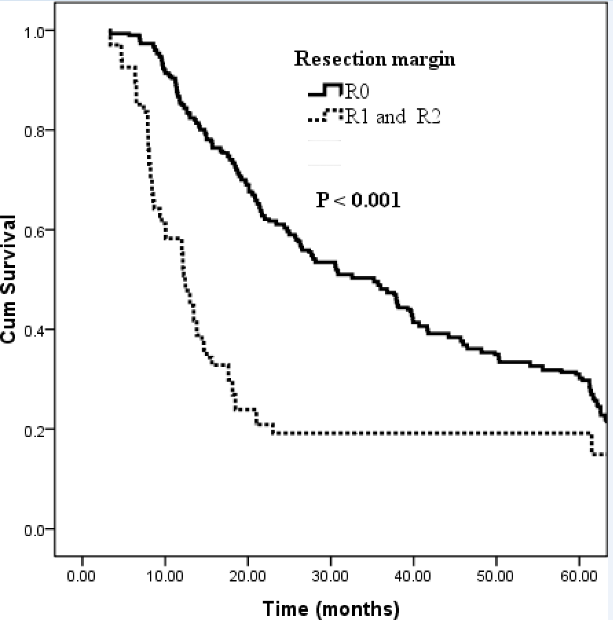 Resection margin
R0
R1 and R2
P < 0.001
Cum Survival
1.0
0.8
0.6
0.4
0.2
0.0
0.00 10.00 20.00 30.00 40.00 50.00 60.00
Time (months)